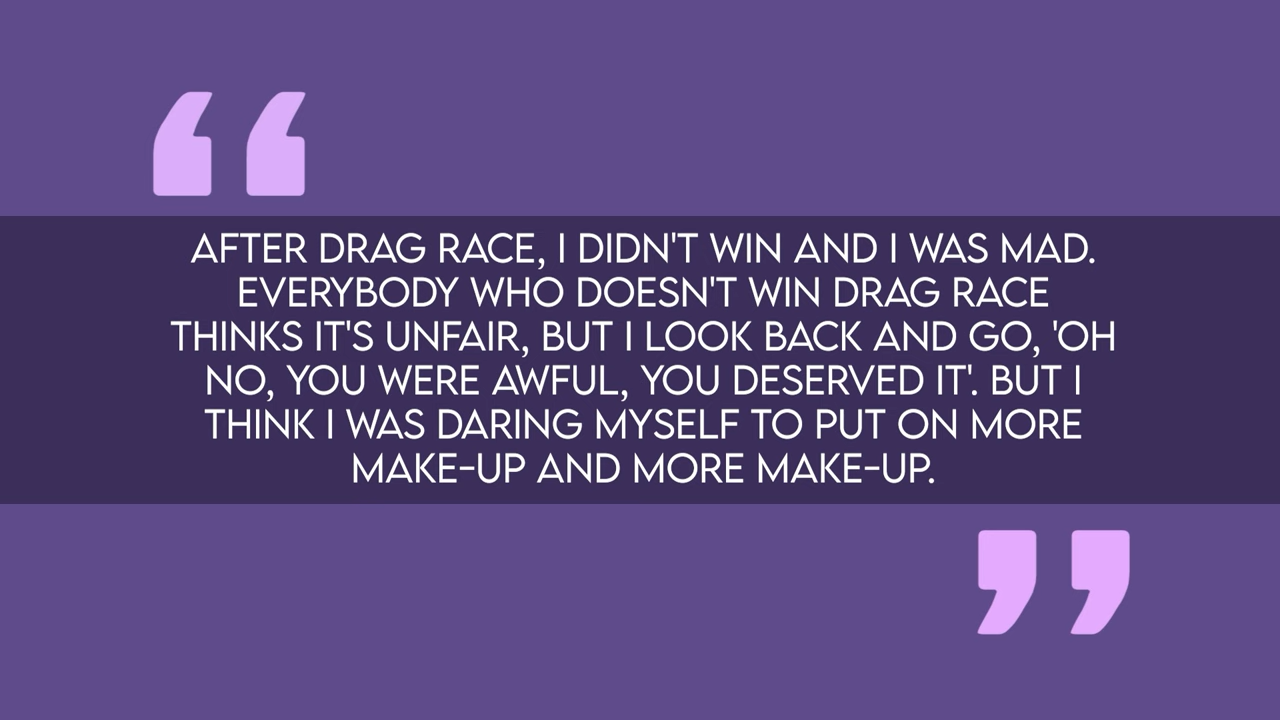 “
AFTER DRAG RACE, I DIDN'T WIN AND I WAS MAD.
EVERYBODY WHO DOESN'T WIN DRAG RACE
THINKS IT'S UNFAIR, BUT I LOOK BACK AND GO, 'OH
NO, YOU WERE AWFUL, YOU DESERVED IT'. BUT I
THINK I WAS DARING MYSELF TO PUT ON MORE
MAKE-UP AND MORE MAKE-UP.
”